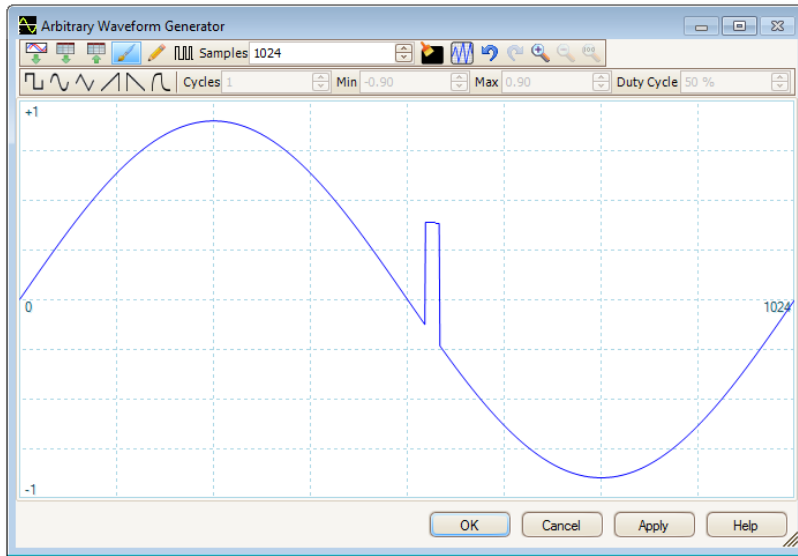 Arbitrary Waveform Generator
Samples 1024
Cycles 1 Min -0.90 Max 0.90 Duty Cycle 50 %
+1
0 1024
-1
OK Cancel Apply Help